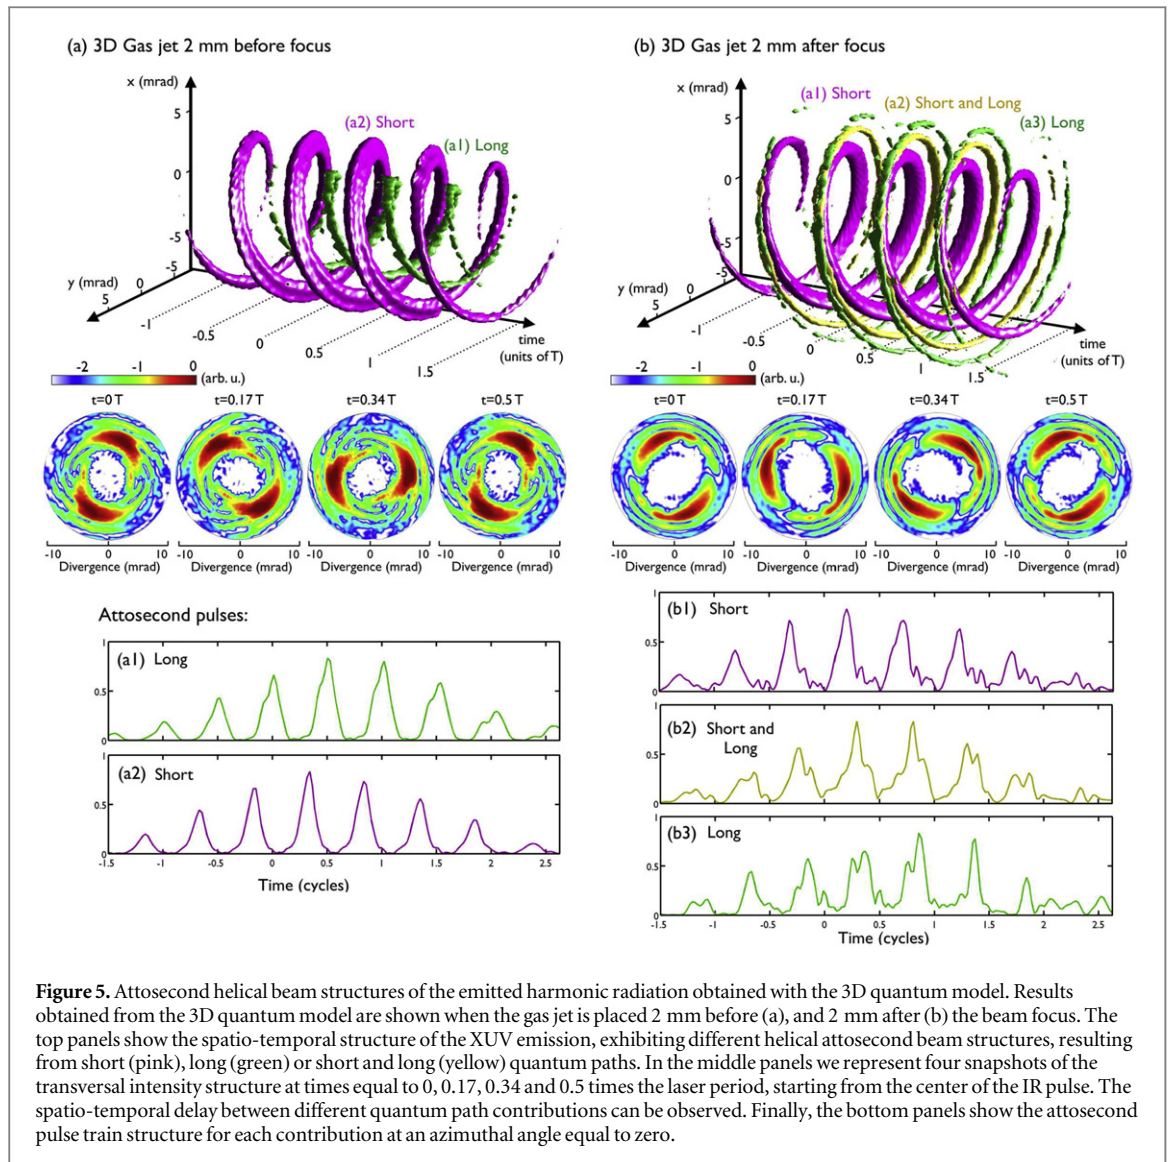 (a) 3D Gas jet 2 mm before focus
x (mrad)
5
0
-5
-5
0
5
y (mrad)
(a2) Short
(a1) Long
-1
-0.5
0
0.5
1
1.5
time
(units of T)
-2 -1 0 (arb. u.)
t=0T t=0.17T t=0.34T t=0.5T
-10 0 10 -10 0 10 -10 0 10 -10 0 10
Divergence (mrad) Divergence (mrad) Divergence (mrad) Divergence (mrad)
Attosecond pulses:
(a1) Long
1
0.5
0
(a2) Short
1
0.5
0
-1.5 -1 -0.5 0 0.5 1 1.5 2 2.5
Time (cycles)
(b) 3D Gas jet 2 mm after focus
x (mrad)
5
0
-5
-5
0
5
y (mrad)
(a1) Short
(a2) Short and Long
(a3) Long
-1
-0.5
0
0.5
1
1.5
time
(units of T)
-2 -1 0 (arb. u.)
t=0T t=0.17T t=0.34T t=0.5T
-10 0 10 -10 0 10 -10 0 10 -10 0 10
Divergence (mrad) Divergence (mrad) Divergence (mrad) Divergence (mrad)
(b1) Short
1
0.5
0
(b2) Short and
Long
1
0.5
0
(b3) Long
1
0.5
0
-1.5 -1 -0.5 0 0.5 1 1.5 2 2.5
Time (cycles)
Figure 5. Attosecond helical beam structures of the emitted harmonic radiation obtained with the 3D quantum model. Results
obtained from the 3D quantum model are shown when the gas jet is placed 2 mm before (a), and 2 mm after (b) the beam focus. The
top panels show the spatio-temporal structure of the XUV emission, exhibiting different helical attosecond beam structures, resulting
from short (pink), long (green) or short and long (yellow) quantum paths. In the middle panels we represent four snapshots of the
transversal intensity structure at times equal to 0, 0.17, 0.34 and 0.5 times the laser period, starting from the center of the IR pulse. The
spatio-temporal delay between different quantum path contributions can be observed. Finally, the bottom panels show the attosecond
pulse train structure for each contribution at an azimuthal angle equal to zero.